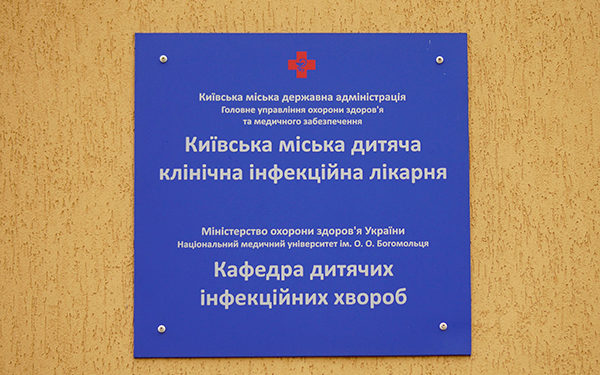 Київська міська державна адміністрація
Головне управління охорони здоров'я
та медичного забезпечення
Київська міська дитяча
клінічна інфекційна лікарня
Міністерство охорони здоров'я України
Національний медичний університет ім. О. О. Богомольця
Кафедра дитячих
інфекційних хвороб